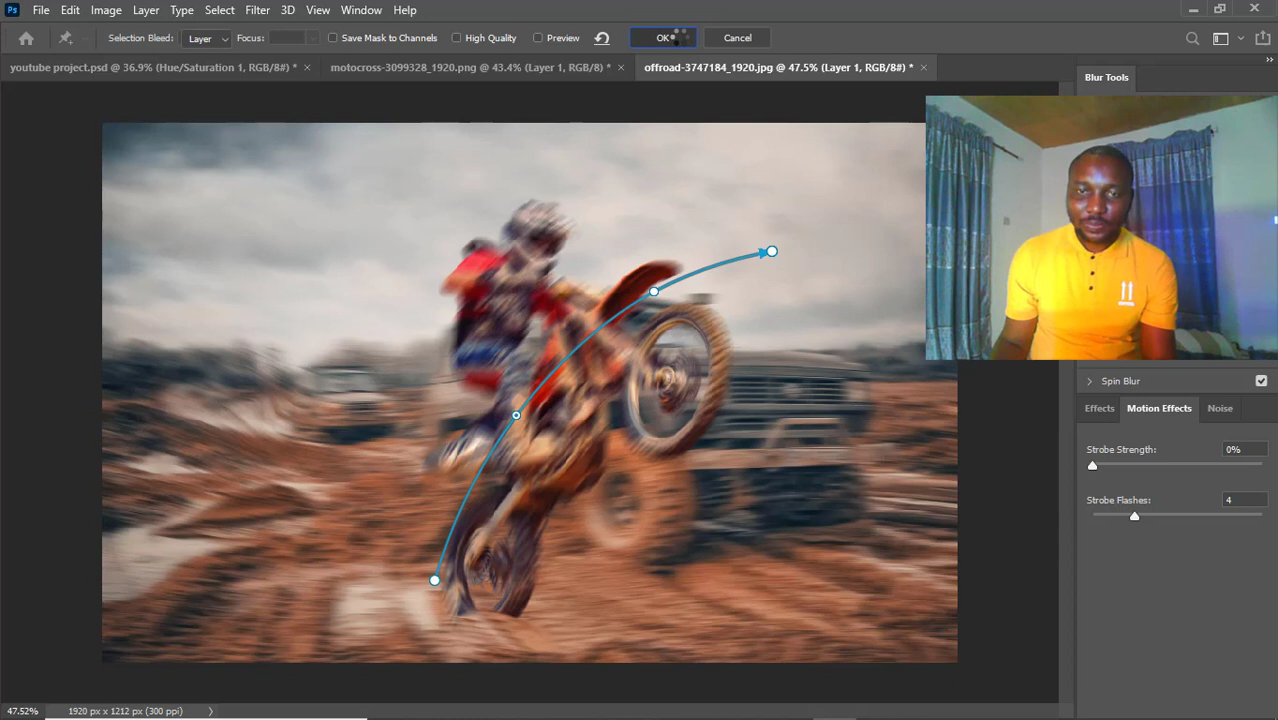 Ps File Edit Image Layer Type Select Filter 3D View Window Help
Selection Bleed: Layer Focus: Save Mask to Channels High Quality Preview OK Cancel
youtube project.psd @ 36.9% (Hue/Saturation 1, RGB/8#) * × motocross-3099328_1920.png @ 43.4% (Layer 1, RGB/8) * × offroad-3747184_1920.jpg @ 47.5% (Layer 1, RGB/8#) * ×
Blur Tools
Spin Blur
Effects Motion Effects Noise
Strobe Strength: 0%
Strobe Flashes: 4
47.52% 1920 px x 1212 px (300 ppi)